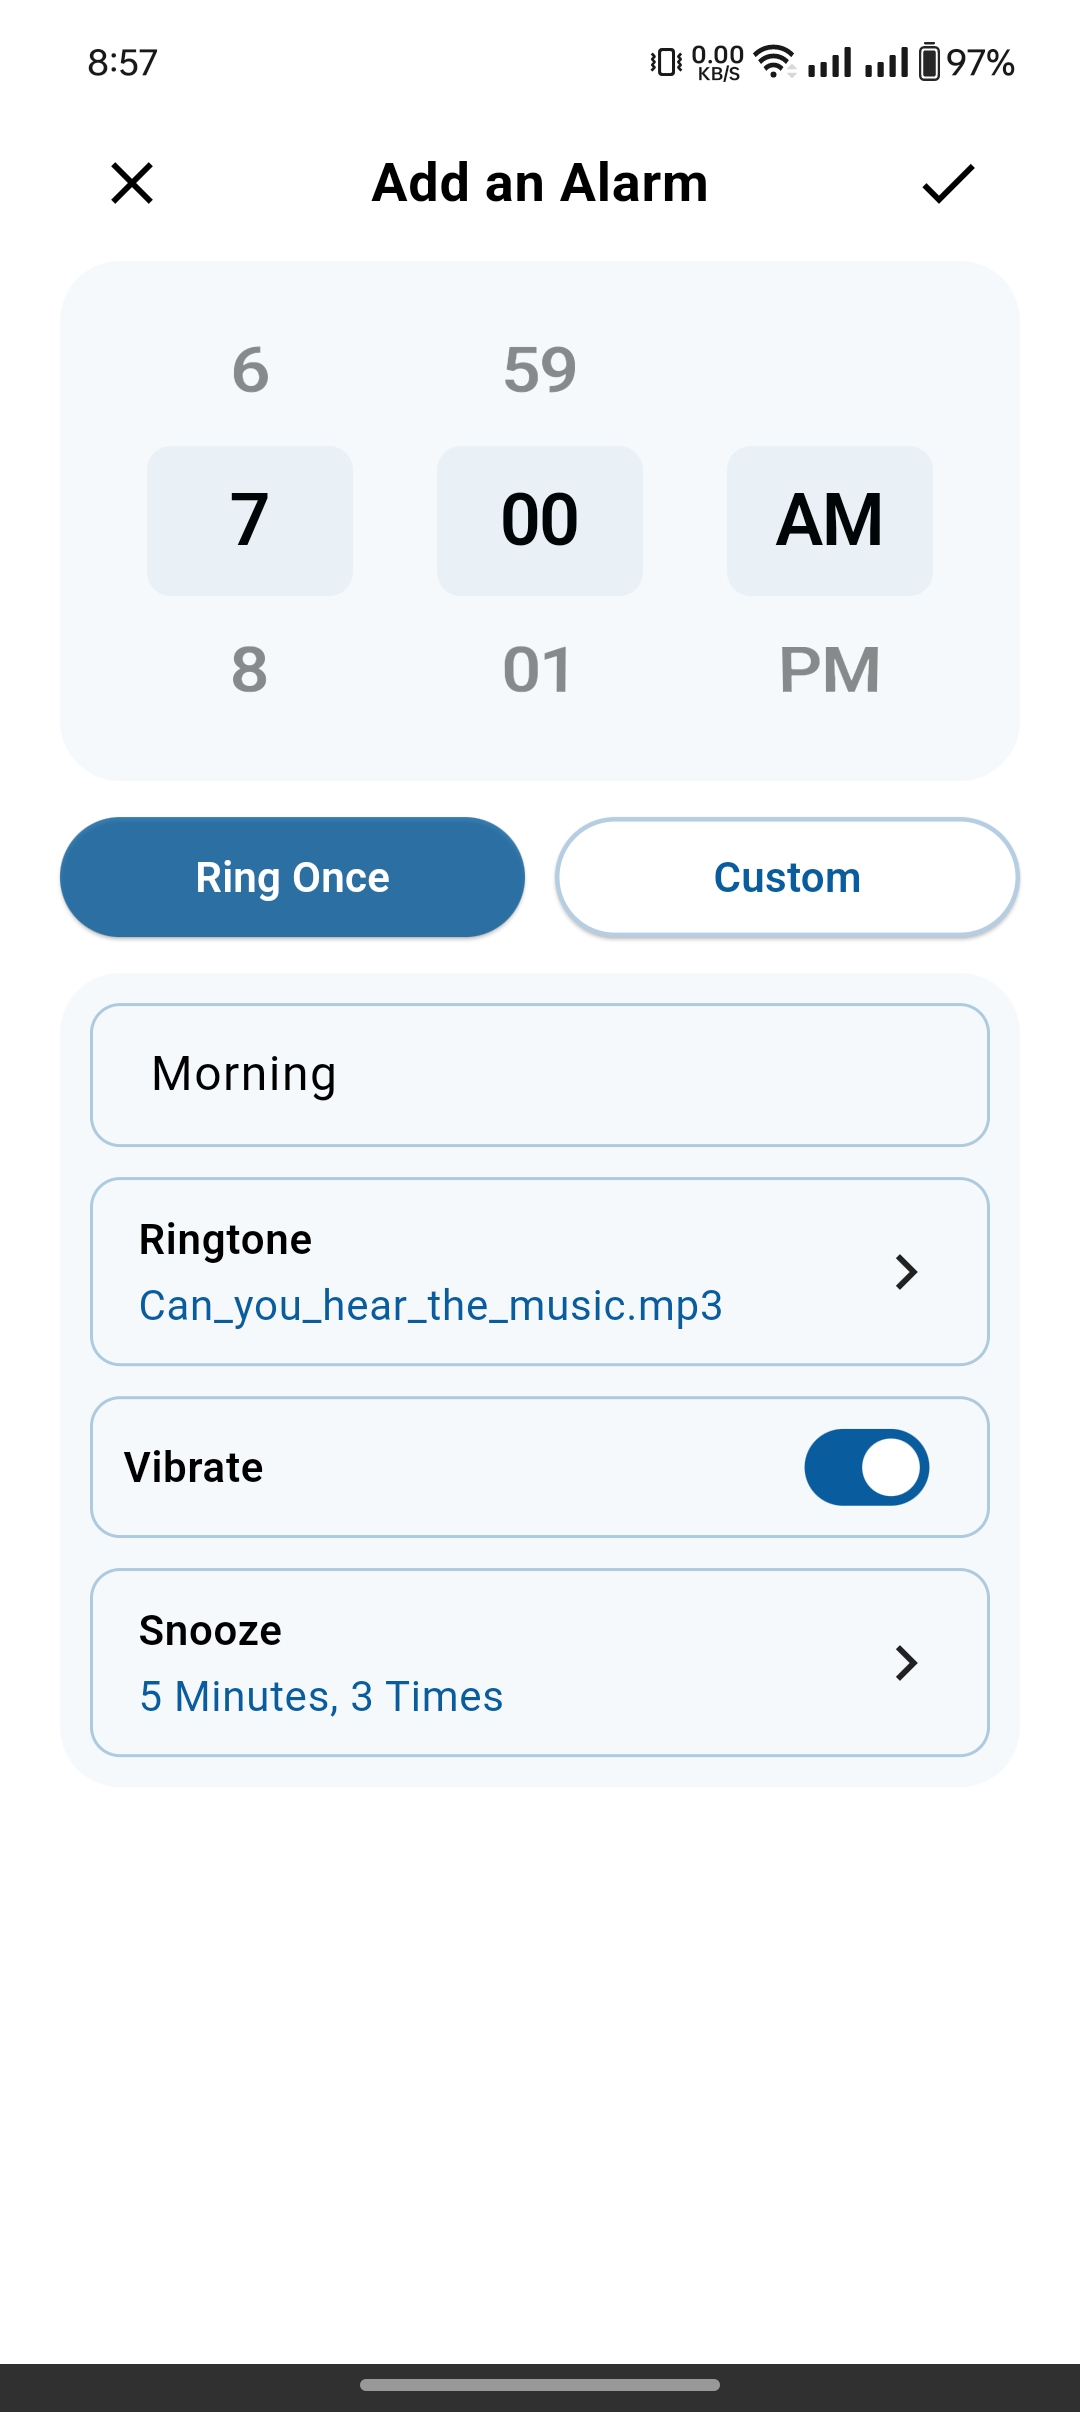 8:57 0.00 KB/S 97%
Add an Alarm
6 59
7 00 AM
8 01 PM
Ring Once Custom
Morning
Ringtone
Can_you_hear_the_music.mp3
Vibrate
Snooze
5 Minutes, 3 Times